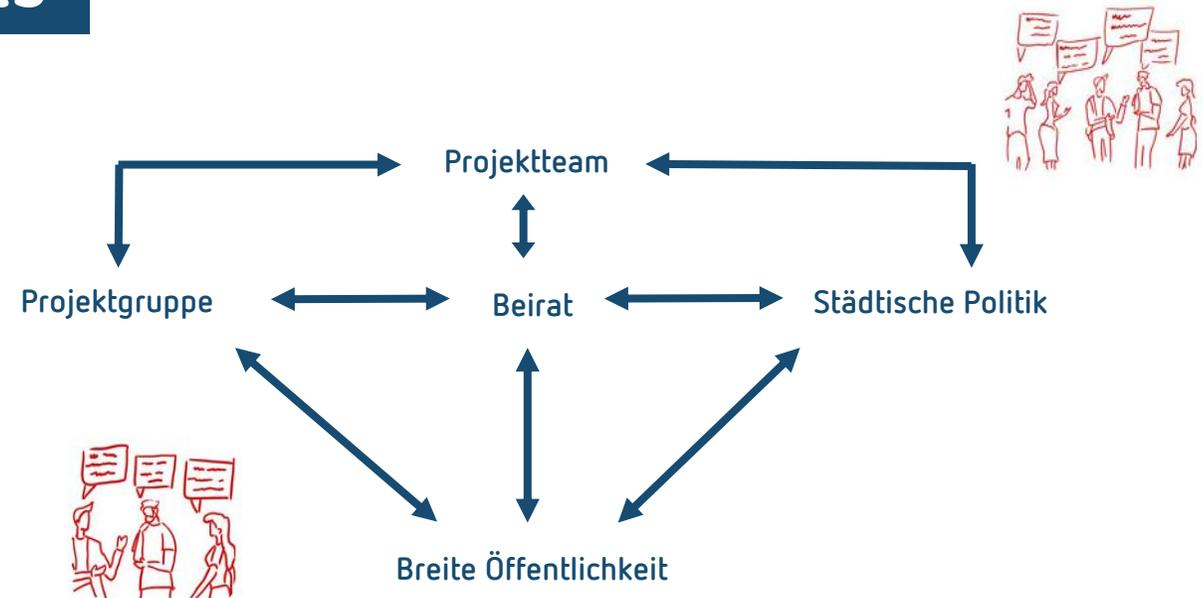 Projektteam
Projektgruppe
Beirat
Städtische Politik
Breite Öffentlichkeit